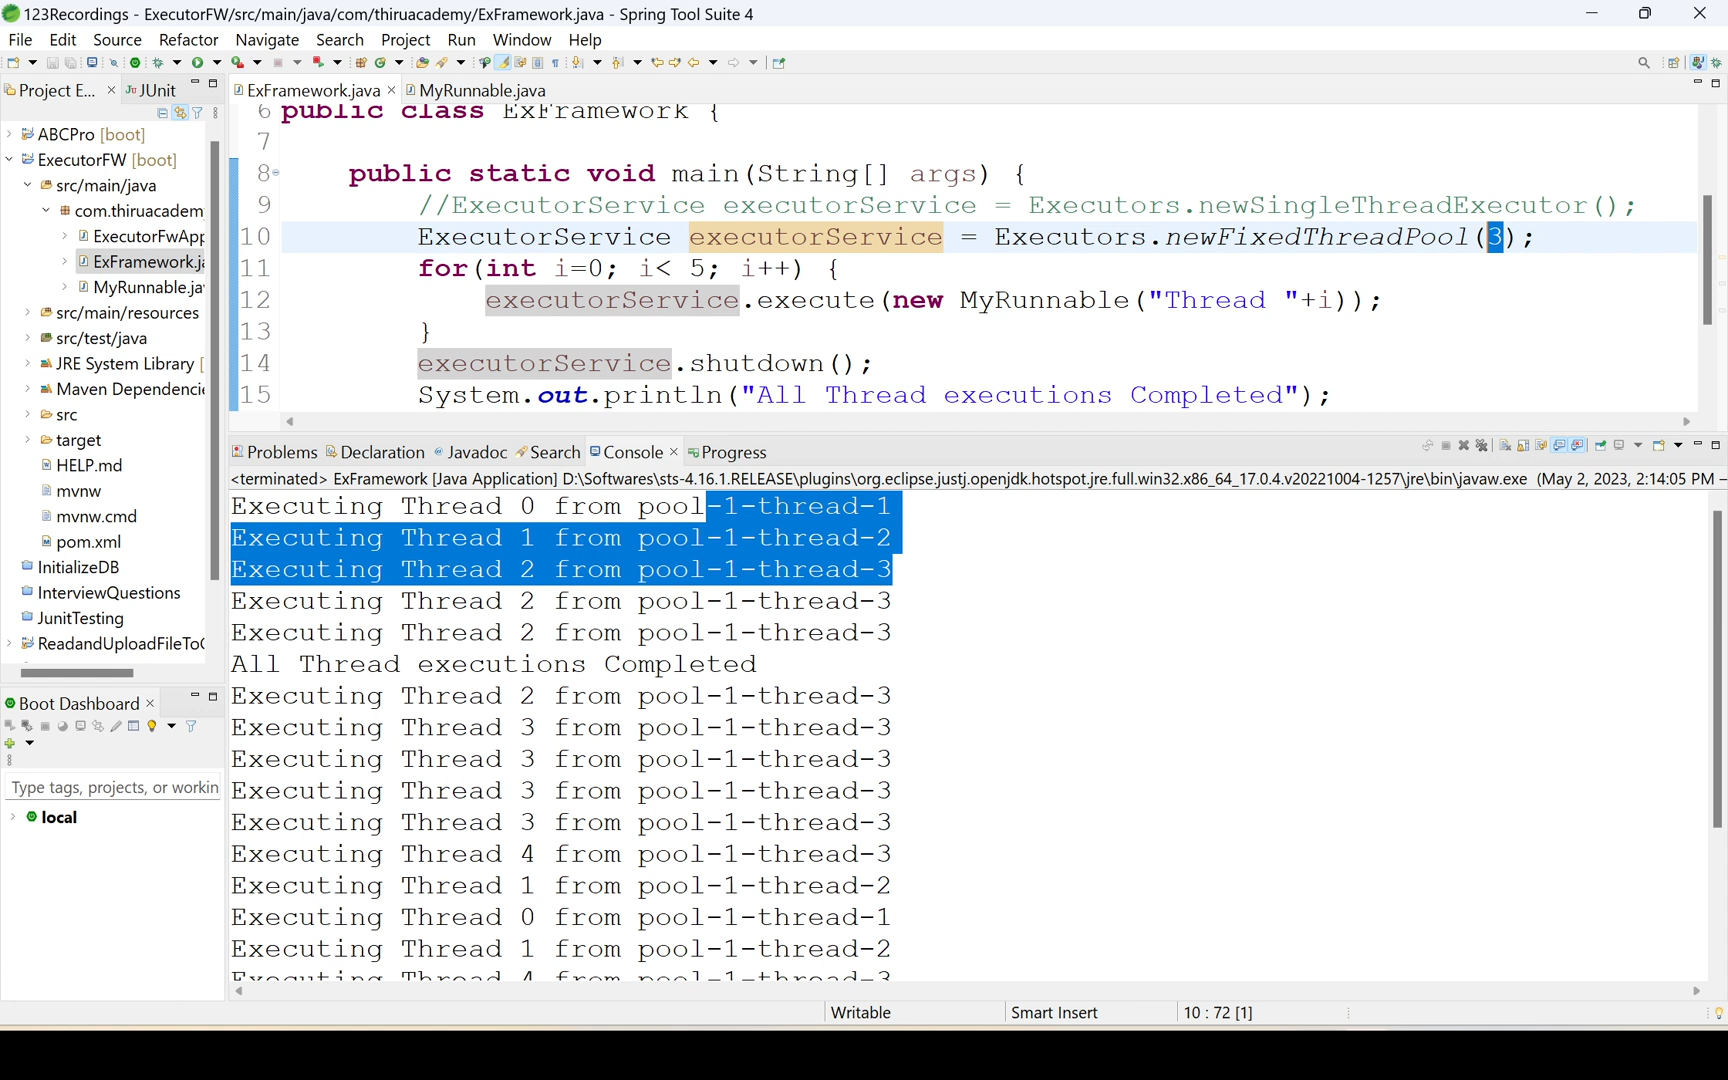 123Recordings - ExecutorFW/src/main/java/com/thiruacademy/ExFramework.java - Spring Tool Suite 4
File Edit Source Refactor Navigate Search Project Run Window Help
Project E... JUnit
ExFramework.java MyRunnable.java
ABCPro [boot]
ExecutorFW [boot]
src/main/java
com.thiruacadem
ExecutorFwApp
ExFramework.ja
MyRunnable.ja
src/main/resources
src/test/java
JRE System Library [
Maven Dependencie
src
target
HELP.md
mvnw
mvnw.cmd
pom.xml
InitializeDB
InterviewQuestions
JunitTesting
ReadandUploadFileTo
6 public class ExFramework {
7
8 public static void main(String[] args) {
9 //ExecutorService executorService = Executors.newSingleThreadExecutor();
10 ExecutorService executorService = Executors.newFixedThreadPool(3);
11 for(int i=0; i< 5; i++) {
12 executorService.execute(new MyRunnable("Thread "+i));
13 }
14 executorService.shutdown();
15 System.out.println("All Thread executions Completed");
Problems Declaration Javadoc Search Console Progress
<terminated> ExFramework [Java Application] D:\Softwares\sts-4.16.1.RELEASE\plugins\org.eclipse.justj.openjdk.hotspot.jre.full.win32.x86_64_17.0.4.v20221004-1257\jre\bin\javaw.exe (May 2, 2023, 2:14:05 PM –
Executing Thread 0 from pool-1-thread-1
Executing Thread 1 from pool-1-thread-2
Executing Thread 2 from pool-1-thread-3
Executing Thread 2 from pool-1-thread-3
Executing Thread 2 from pool-1-thread-3
All Thread executions Completed
Executing Thread 2 from pool-1-thread-3
Executing Thread 3 from pool-1-thread-3
Executing Thread 3 from pool-1-thread-3
Executing Thread 3 from pool-1-thread-3
Executing Thread 3 from pool-1-thread-3
Executing Thread 4 from pool-1-thread-3
Executing Thread 1 from pool-1-thread-2
Executing Thread 0 from pool-1-thread-1
Executing Thread 1 from pool-1-thread-2
Executing Thread 4 from pool-1-thread-3
Boot Dashboard
Type tags, projects, or workin
local
Writable Smart Insert 10 : 72 [1]